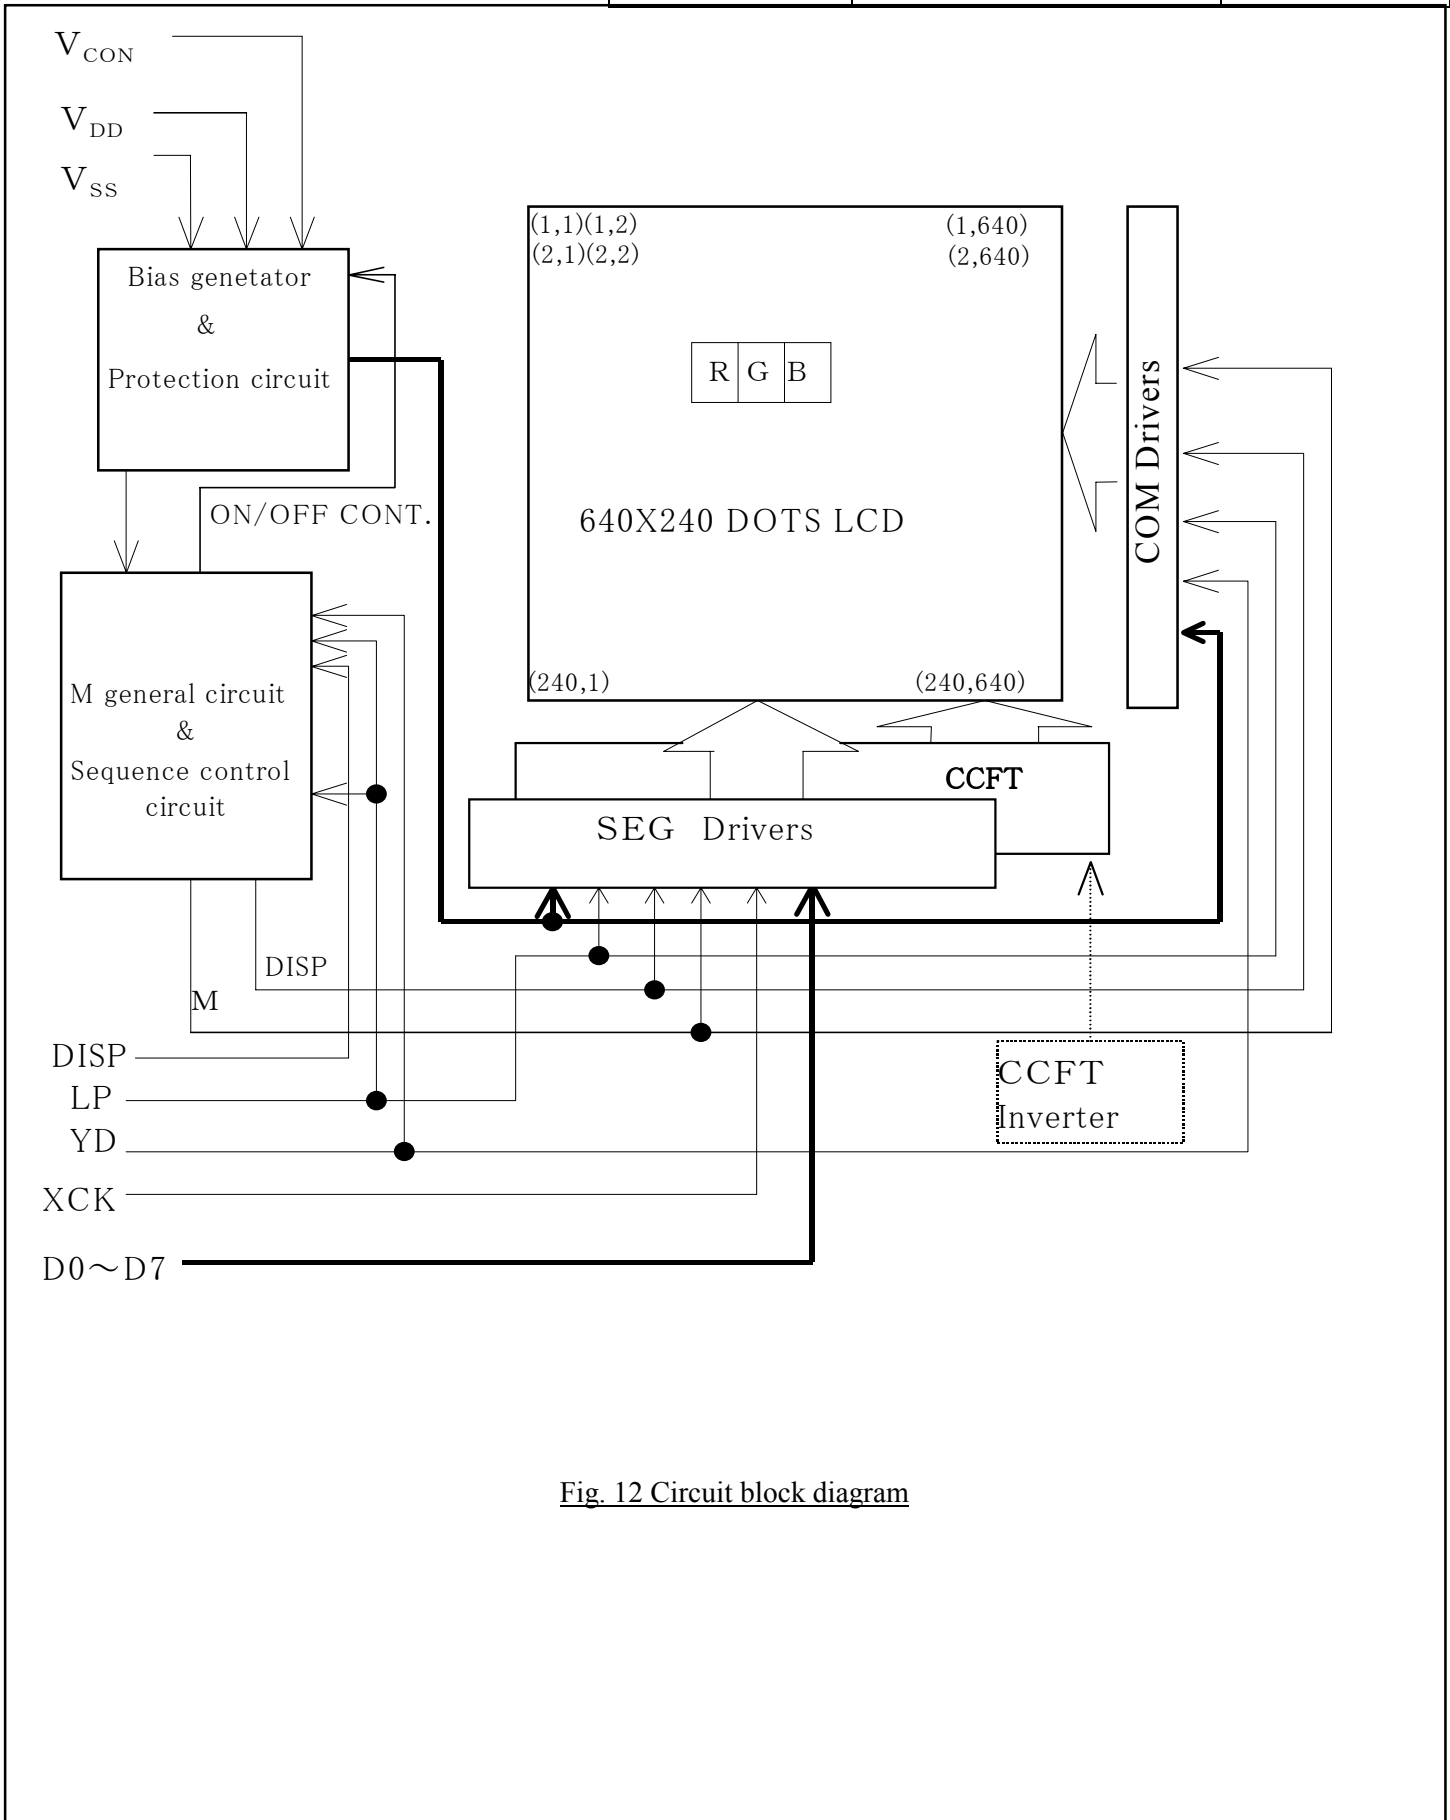 VCON
VDD
VSS
Bias genetator
&
Protection circuit
(1,1)(1,2) (1,640)
(2,1)(2,2) (2,640)
R G B
640X240 DOTS LCD
(240,1) (240,640)
COM Drivers
ON/OFF CONT.
M general circuit
&
Sequence control
circuit
CCFT
SEG Drivers
DISP
M
DISP
LP
YD
XCK
D0～D7
CCFT
Inverter
Fig. 12 Circuit block diagram